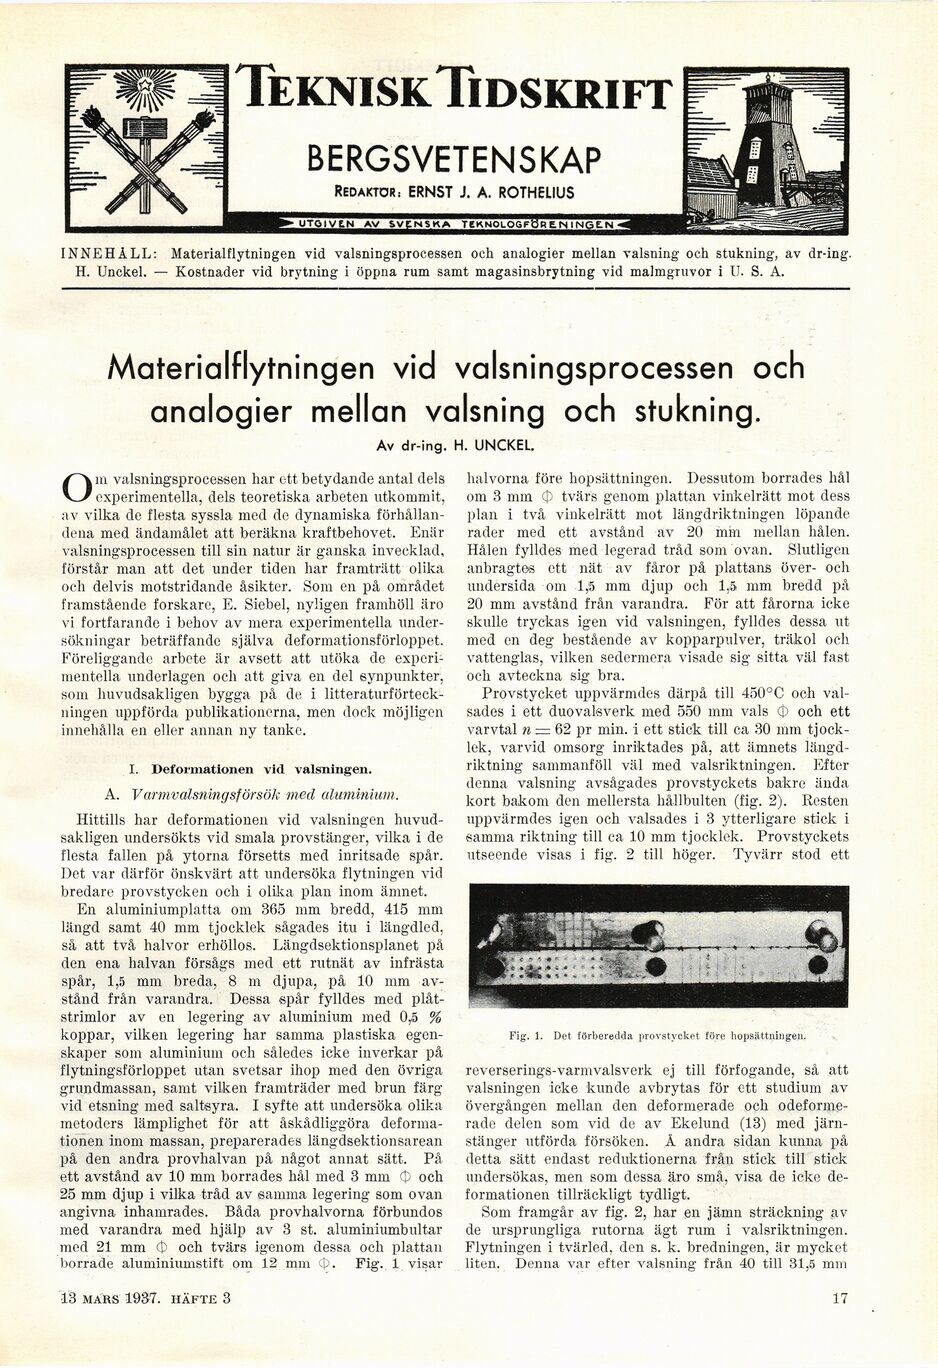 TEKNISK TIDSKRIFT
BERGSVETENSKAP
REDAKTÖR: ERNST J. A. ROTHELIUS
UTGIVEN AV SVENSKA TEKNOLOGFÖRENINGEN
INNEHÅLL: Materialflytningen vid valsningsprocessen och analogier mellan valsning och stukning, av dr-ing.
H. Unckel. — Kostnader vid brytning i öppna rum samt magasinsbrytning vid malmgruvor i U. S. A.
Materialflytningen vid valsningsprocessen och
analogier mellan valsning och stukning.
Av dr-ing. H. UNCKEL.
Om valsningsprocessen har ett betydande antal dels
experimentella, dels teoretiska arbeten utkommit,
av vilka de flesta syssla med de dynamiska förhållan-
dena med ändamålet att beräkna kraftbehovet. Enär
valsningsprocessen till sin natur är ganska invecklad,
förstår man att det under tiden har framträtt olika
och delvis motstridande åsikter. Som en på området
framstående forskare, E. Siebel, nyligen framhöll äro
vi fortfarande i behov av mera experimentella under-
sökningar beträffande själva deformationsförloppet.
Föreliggande arbete är avsett att utöka de experi-
mentella underlagen och att giva en del synpunkter,
som huvudsakligen bygga på de i litteraturförteck-
ningen uppförda publikationerna, men dock möjligen
innehålla en eller annan ny tanke.
I. Deformationen vid valsningen.
A. Varmvalsningsförsök med aluminium.
Hittills har deformationen vid valsningen huvud-
sakligen undersökts vid smala provstänger, vilka i de
flesta fallen på ytorna försetts med inritsade spår.
Det var därför önskvärt att undersöka flytningen vid
bredare provstycken och i olika plan inom ämnet.
En aluminiumplatta om 365 mm bredd, 415 mm
längd samt 40 mm tjocklek sågades itu i längdled,
så att två halvor erhöllos. Längdsektionsplanet på
den ena halvan försågs med ett rutnät av infrästa
spår, 1,5 mm breda, 8 m djupa, på 10 mm av-
stånd från varandra. Dessa spår fylldes med plåt-
strimlor av en legering av aluminium med 0,5 %
koppar, vilken legering har samma plastiska egen-
skaper som aluminium och således icke inverkar på
flytningsförloppet utan svetsar ihop med den övriga
grundmassan, samt vilken framträder med brun färg
vid etsning med saltsyra. I syfte att undersöka olika
metoders lämplighet för att åskådliggöra deforma-
tionen inom massan, preparerades längdsektionsarean
på den andra provhalvan på något annat sätt. På
ett avstånd av 10 mm borrades hål med 3 mm Φ och
25 mm djup i vilka tråd av samma legering som ovan
angivna inhamrades. Båda provhalvorna förbundos
med varandra med hjälp av 3 st. aluminiumbultar
med 21 mm Φ och tvärs igenom dessa och plattan
borrade aluminiumstift om 12 mm Φ. Fig. 1 visar
halvorna före hopsättningen. Dessutom borrades hål
om 3 mm Φ tvärs genom plattan vinkelrätt mot dess
plan i två vinkelrätt mot längdriktningen löpande
rader med ett avstånd av 20 mm mellan hålen.
Hålen fylldes med legerad tråd som ovan. Slutligen
anbragtes ett nät av fåror på plattans över- och
undersida om 1,5 mm djup och 1,5 mm bredd på
20 mm avstånd från varandra. För att fårorna icke
skulle tryckas igen vid valsningen, fylldes dessa ut
med en deg bestående av kopparpulver, träkol och
vattenglas, vilken sedermera visade sig sitta väl fast
och avteckna sig bra.
Provstycket uppvärmdes därpå till 450°C och val-
sades i ett duovalsverk med 550 mm vals Φ och ett
varvtal n = 62 pr min. i ett stick till ca 30 mm tjock-
lek, varvid omsorg inriktades på, att ämnets längd-
riktning sammanföll väl med valsriktningen. Efter
denna valsning avsågades provstyckets bakre ända
kort bakom den mellersta hållbulten (fig. 2). Resten
uppvärmdes igen och valsades i 3 ytterligare stick i
samma riktning till ca 10 mm tjocklek. Provstyckets
utseende visas i fig. 2 till höger. Tyvärr stod ett
Fig. 1. Det förberedda provstycket före hopsättningen.
reverserings-varmvalsverk ej till förfogande, så att
valsningen icke kunde avbrytas för ett studium av
övergången mellan den deformerade och odeforme-
rade delen som vid de av Ekelund (13) med järn-
stänger utförda försöken. Å andra sidan kunna på
detta sätt endast reduktionerna från stick till stick
undersökas, men som dessa äro små, visa de icke de-
formationen tillräckligt tydligt.
Som framgår av fig. 2, har en jämn sträckning av
de ursprungliga rutorna ägt rum i valsriktningen.
Flytningen i tvärled, den s. k. bredningen, är mycket
liten. Denna var efter valsning från 40 till 31,5 mm
13 MARS 1937. HÄFTE 3
17